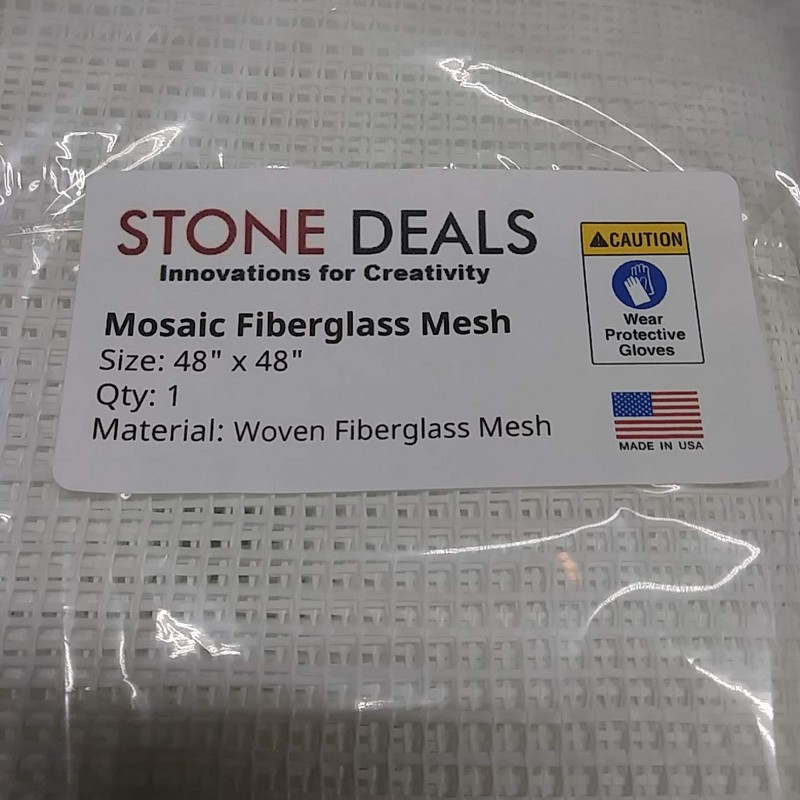 STONE DEALS
Innovations for Creativity
Mosaic Fiberglass Mesh
Size: 48" x 48"
Qty: 1
Material: Woven Fiberglass Mesh
CAUTION
Wear
Protective
Gloves
MADE IN USA